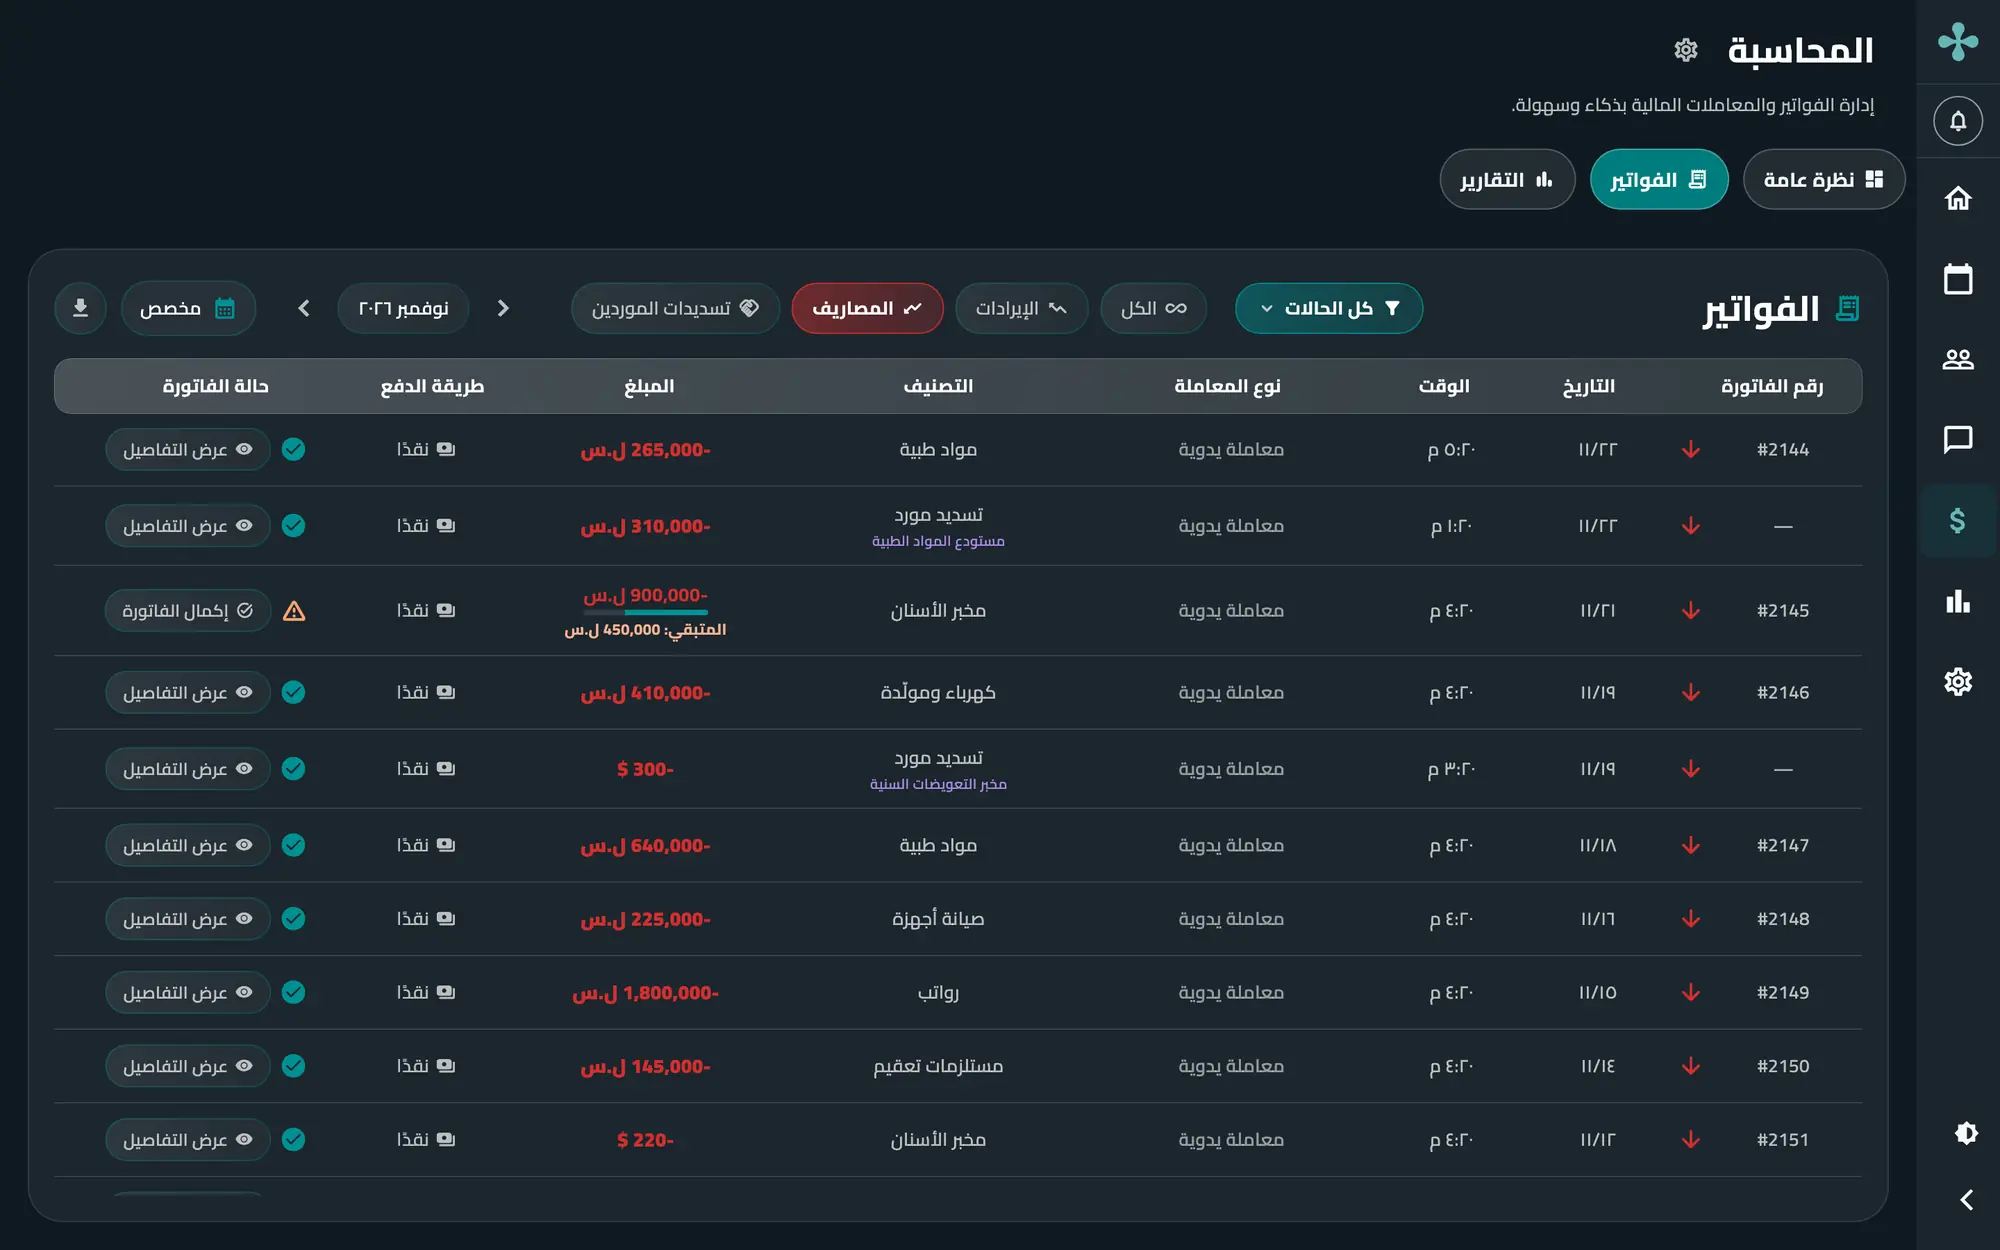 المحاسبة
إدارة الفواتير والمعاملات المالية بذكاء وسهولة.
نظرة عامة
الفواتير
التقارير
الفواتير
كل الحالات
الكل
الإيرادات
المصاريف
تسديدات الموردين
نوفمبر ٢٠٢٦
مخصص
رقم الفاتورة التاريخ الوقت نوع المعاملة التصنيف المبلغ طريقة الدفع حالة الفاتورة
#2144 ١١/٢٢ ٥:٢٠ م معاملة يدوية مواد طبية -265,000 ل.س نقدًا عرض التفاصيل
— ١١/٢٢ ١:٢٠ م معاملة يدوية تسديد مورد -310,000 ل.س نقدًا عرض التفاصيل
مستودع المواد الطبية
#2145 ١١/٢١ ٤:٢٠ م معاملة يدوية مخبر الأسنان -900,000 ل.س نقدًا إكمال الفاتورة
المتبقي: 450,000 ل.س
#2146 ١١/١٩ ٤:٢٠ م معاملة يدوية كهرباء ومولّدة -410,000 ل.س نقدًا عرض التفاصيل
— ١١/١٩ ٣:٢٠ م معاملة يدوية تسديد مورد -300 $ نقدًا عرض التفاصيل
مخبر التعويضات السنية
#2147 ١١/١٨ ٤:٢٠ م معاملة يدوية مواد طبية -640,000 ل.س نقدًا عرض التفاصيل
#2148 ١١/١٦ ٤:٢٠ م معاملة يدوية صيانة أجهزة -225,000 ل.س نقدًا عرض التفاصيل
#2149 ١١/١٥ ٤:٢٠ م معاملة يدوية رواتب -1,800,000 ل.س نقدًا عرض التفاصيل
#2150 ١١/١٤ ٤:٢٠ م معاملة يدوية مستلزمات تعقيم -145,000 ل.س نقدًا عرض التفاصيل
#2151 ١١/١٢ ٤:٢٠ م معاملة يدوية مخبر الأسنان -220 $ نقدًا عرض التفاصيل